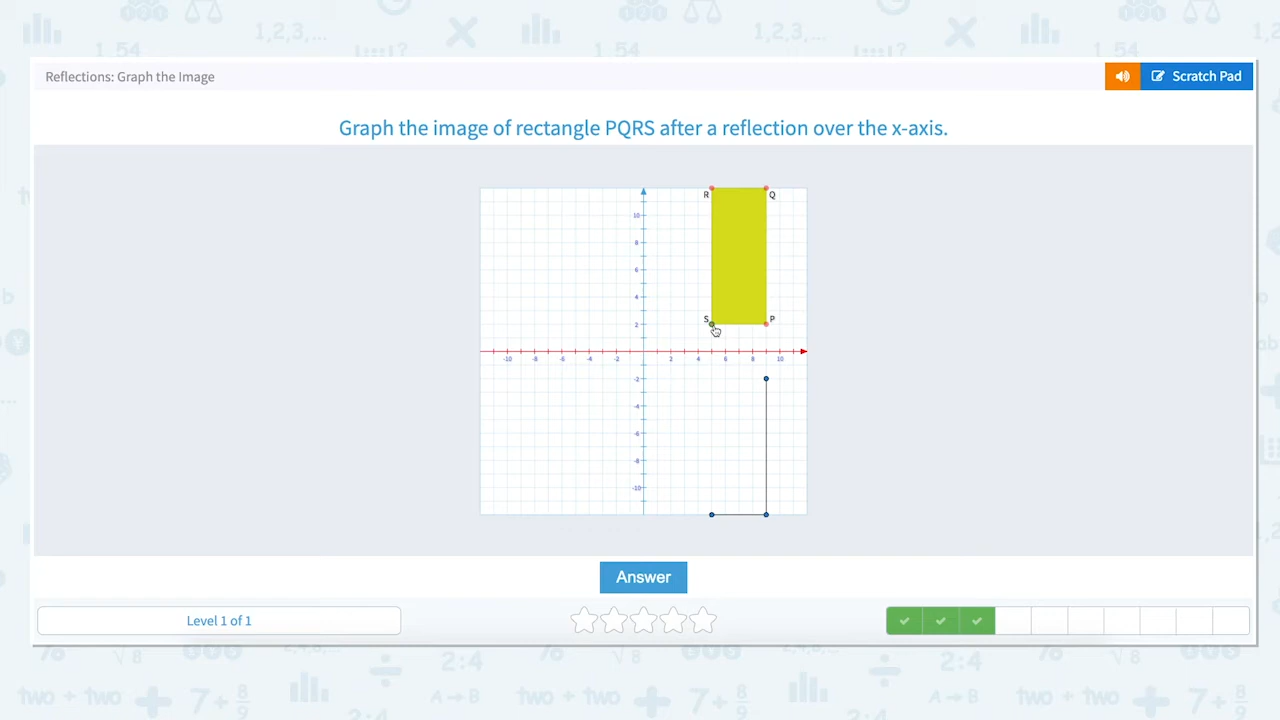 Reflections: Graph the Image
Scratch Pad
Graph the image of rectangle PQRS after a reflection over the x-axis.
R
Q
10
8
6
4
S
P
2
-10 -8 -6 -4 -2 2 4 6 8 10
-2
-4
-6
-8
-10
Answer
Level 1 of 1